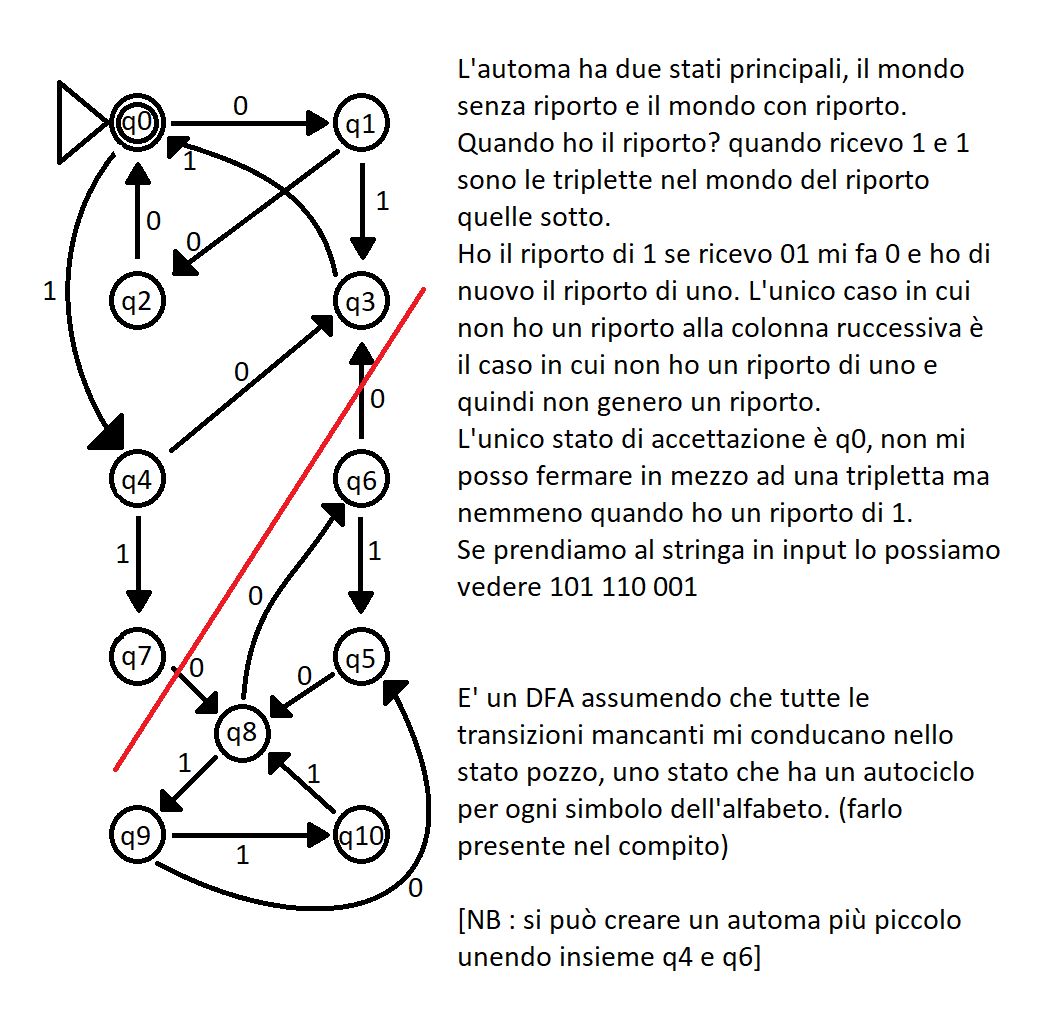 q0
0
q1
1
1
0
0
q2
1
q3
1
0
0
q4
q6
1
1
0
q7
0
0
q5
q8
1
1
q9
1
q10
0
L'automa ha due stati principali, il mondo
senza riporto e il mondo con riporto.
Quando ho il riporto? quando ricevo 1 e 1
sono le triplette nel mondo del riporto
quelle sotto.
Ho il riporto di 1 se ricevo 01 mi fa 0 e ho di
nuovo il riporto di uno. L'unico caso in cui
non ho un riporto alla colonna ruccessiva è
il caso in cui non ho un riporto di uno e
quindi non genero un riporto.
L'unico stato di accettazione è q0, non mi
posso fermare in mezzo ad una tripletta ma
nemmeno quando ho un riporto di 1.
Se prendiamo al stringa in input lo possiamo
vedere 101 110 001
E' un DFA assumendo che tutte le
transizioni mancanti mi conducano nello
stato pozzo, uno stato che ha un autociclo
per ogni simbolo dell'alfabeto. (farlo
presente nel compito)
[NB : si può creare un automa più piccolo
unendo insieme q4 e q6]